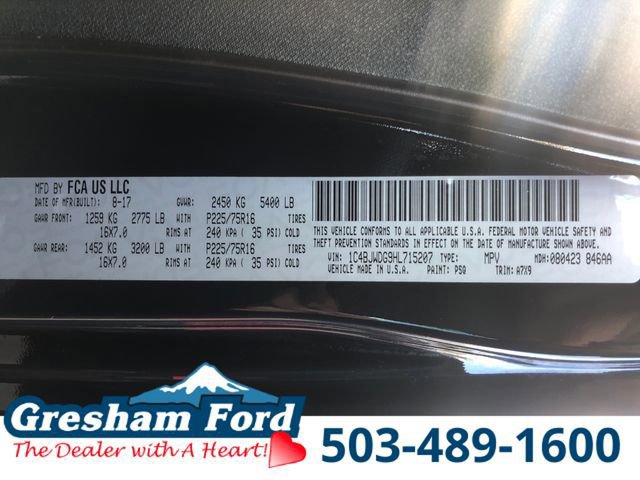 MFD BY FCA US LLC
DATE OF MFR(BUILT): 8-17 GVWR: 2450 KG 5400 LB
GAWR FRONT: 1259 KG 2775 LB WITH P225/75R16 TIRES
16X7.0 RIMS AT 240 KPA ( 35 PSI) COLD
GAWR REAR: 1452 KG 3200 LB WITH P225/75R16 TIRES
16X7.0 RIMS AT 240 KPA ( 35 PSI) COLD
THIS VEHICLE CONFORMS TO ALL APPLICABLE U.S.A. FEDERAL MOTOR
VEHICLE SAFETY, BUMPER AND THEFT PREVENTION STANDARDS IN
EFFECT ON THE DATE OF MANUFACTURE SHOWN ABOVE.
VIN: 1C4BJWDG9HL715207 TYPE: MPV MDH: 080423 846AA
VEHICLE MADE IN U.S.A. PAINT: PSQ TRIM: A7X9
Gresham Ford
The Dealer with A Heart!
503-489-1600